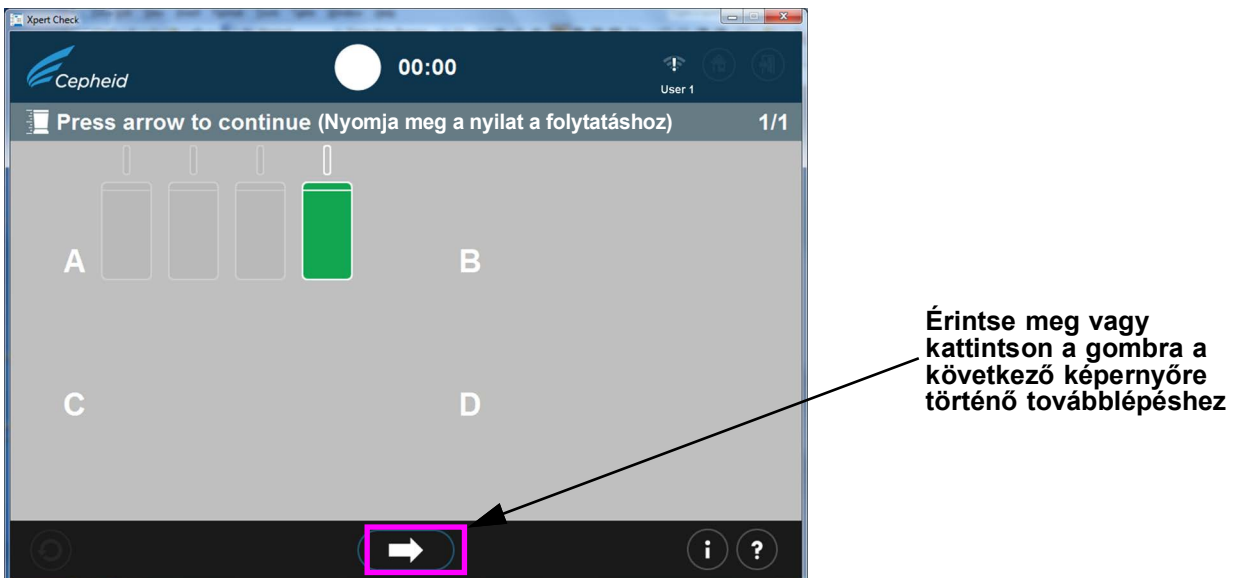 Xpert Check
Cepheid
00:00
User 1
Press arrow to continue (Nyomja meg a nyilat a folytatáshoz) 1/1
A
B
C
D
Érintse meg vagy
kattintson a gombra a
következő képernyőre
történő továbblépéshez
i
?